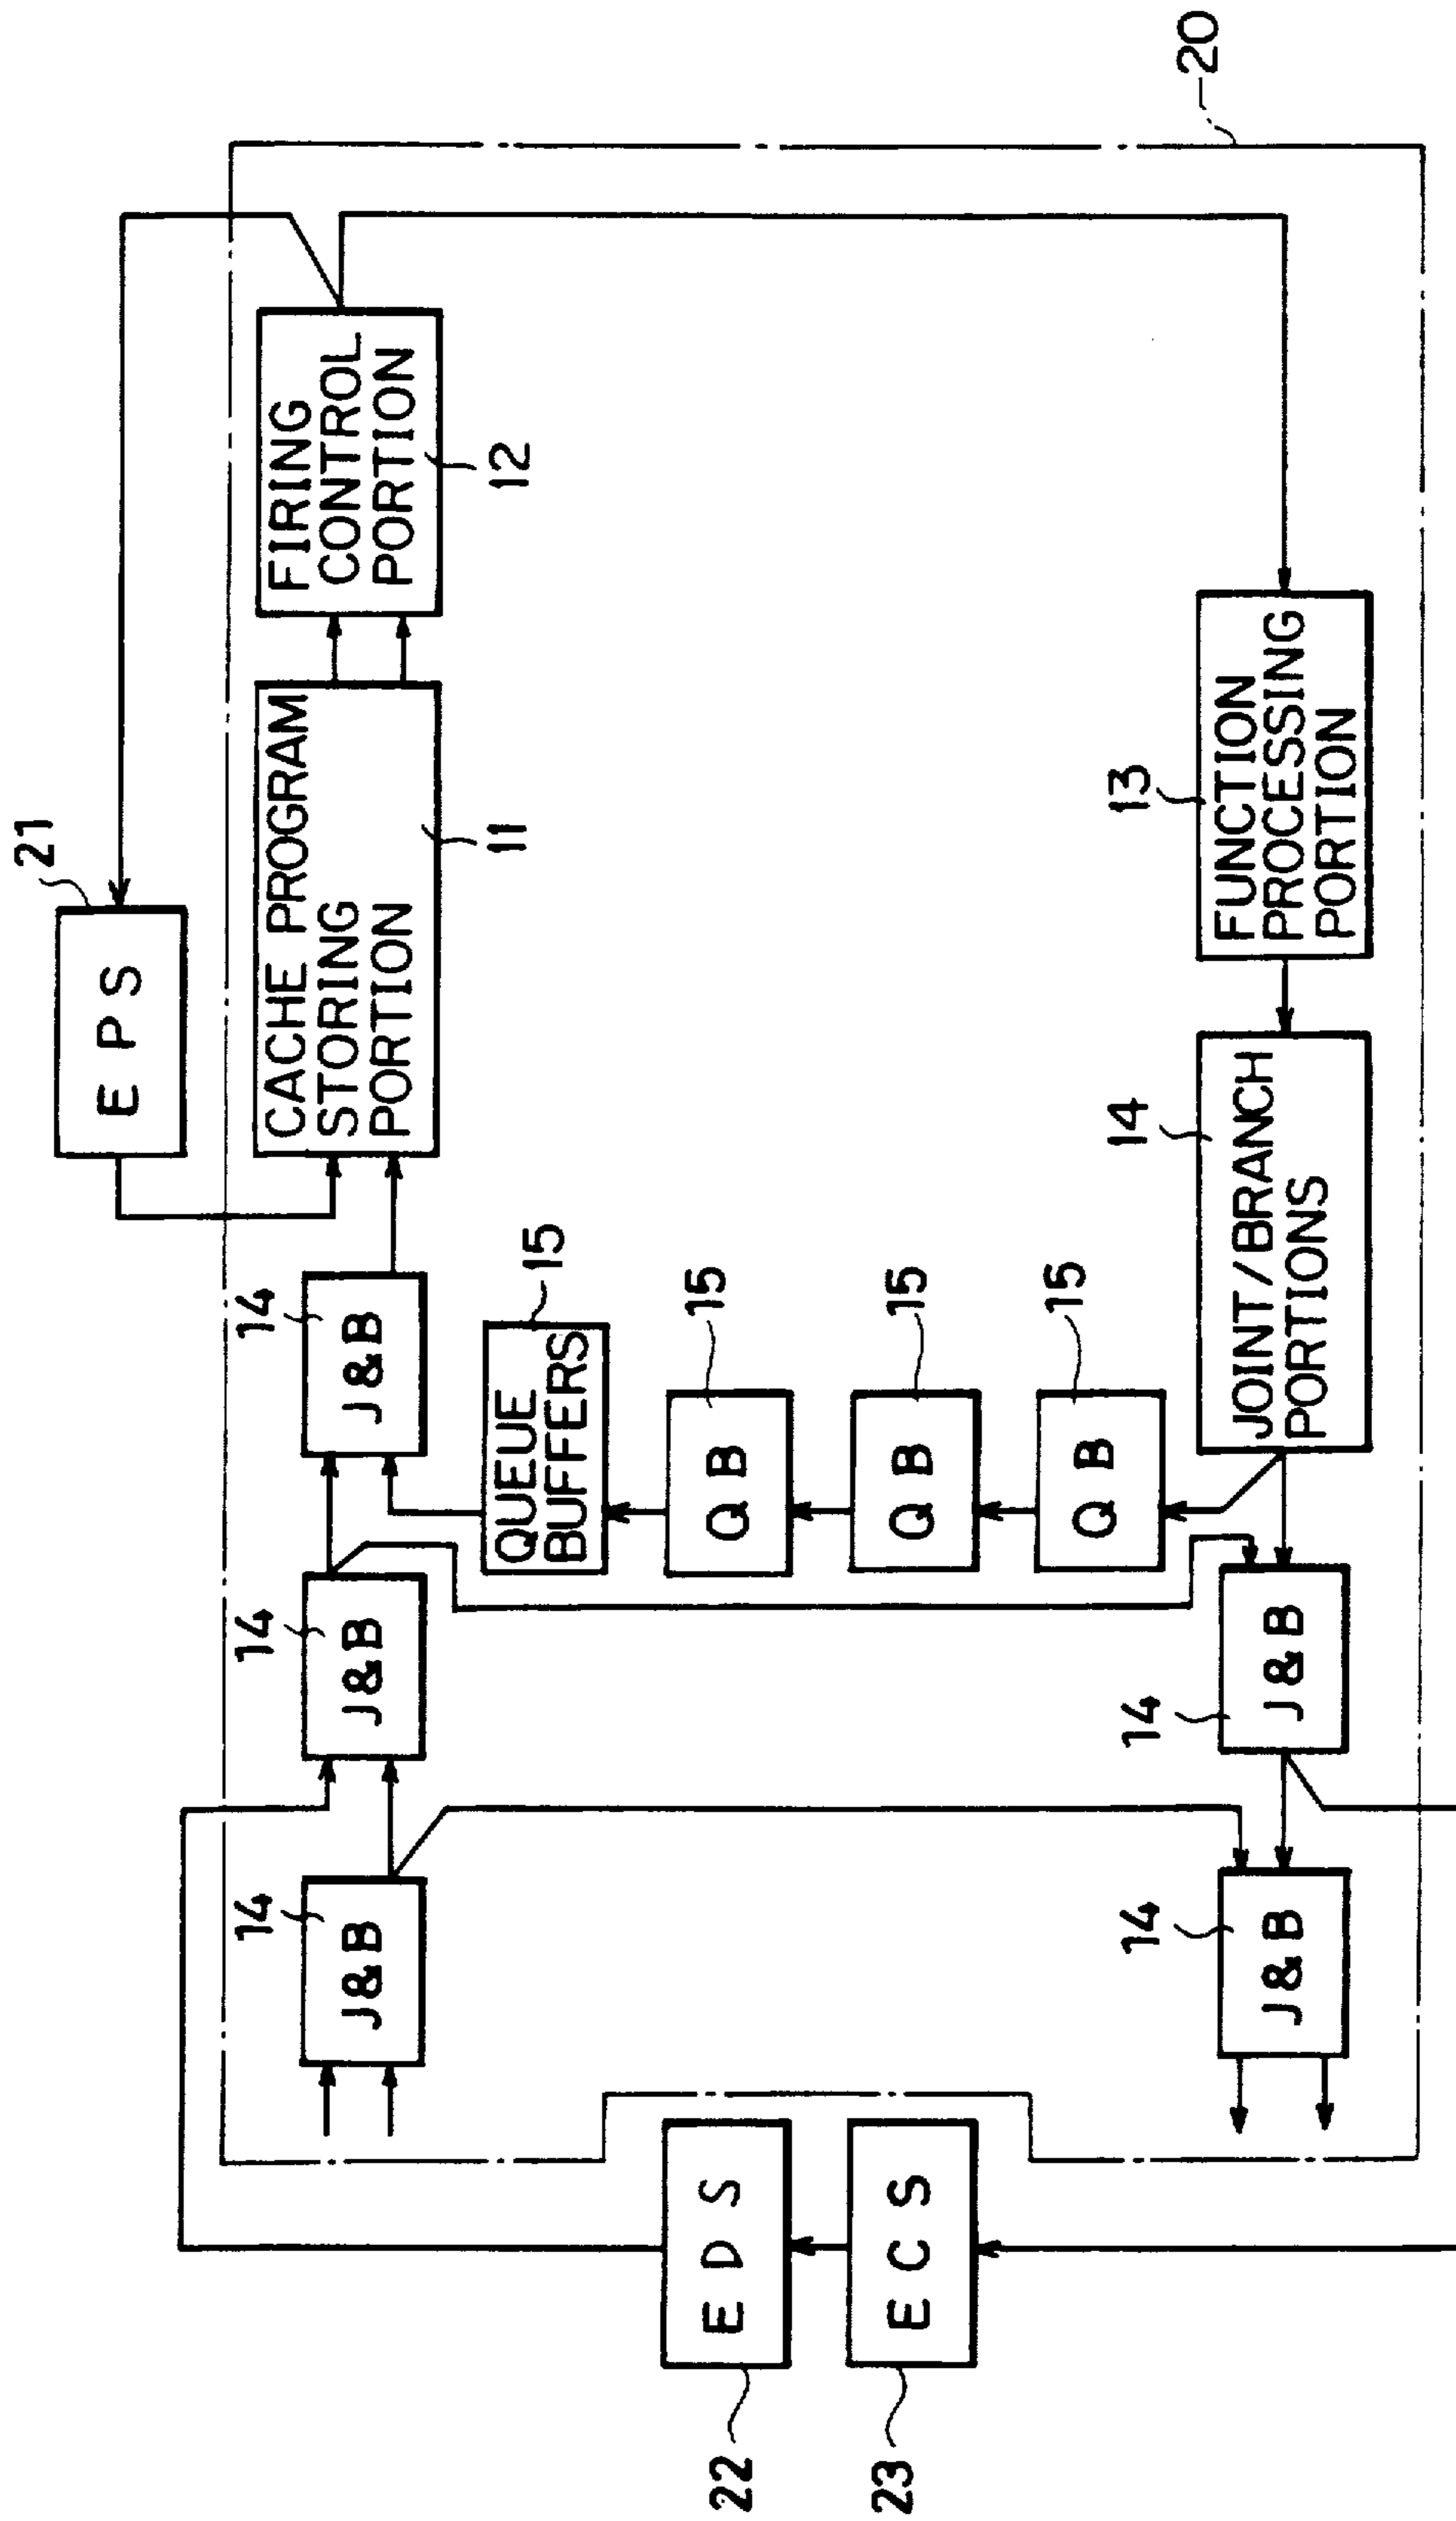 21
E P S
20
14
J&B
14
J&B
14
J&B
CACHE PROGRAM
STORING
PORTION
11
FIRING
CONTROL
PORTION
12
22
E D S
23
E C S
QUEUE
BUFFERS
15
Q B
15
Q B
15
Q B
15
14
J&B
14
J&B
14
JOINT/BRANCH
PORTIONS
13
FUNCTION
PROCESSING
PORTION